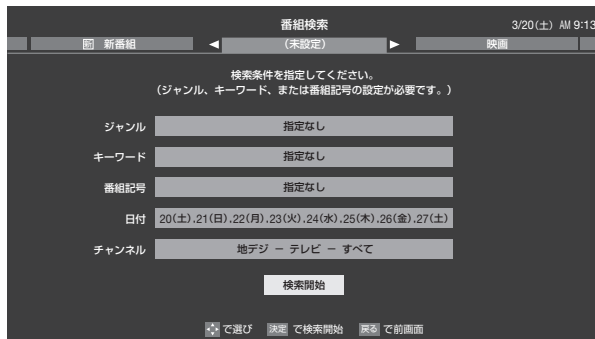 番組検索
3/20(土) AM 9:13
新 新番組
(未設定)
映画
検索条件を指定してください。
(ジャンル、キーワード、または番組記号の設定が必要です。)
ジャンル 指定なし
キーワード 指定なし
番組記号 指定なし
日付 20(土).21(日).22(月).23(火).24(水).25(木).26(金).27(土)
チャンネル 地デジ － テレビ － すべて
検索開始
で選び 決定 で検索開始 戻る で前画面